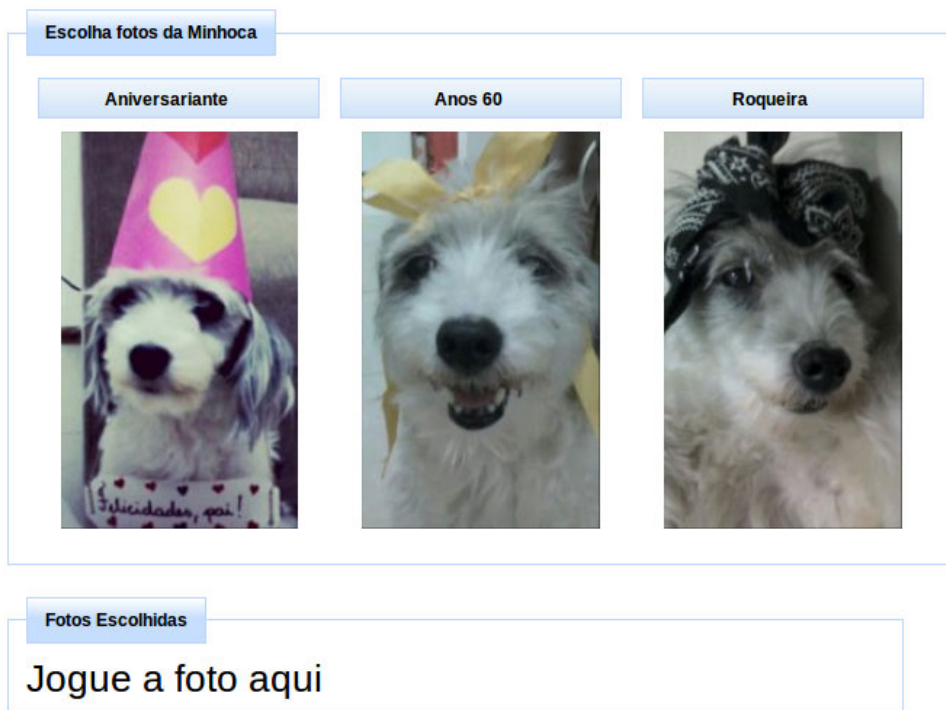 Escolha fotos da Minhoca
Aniversariante
Anos 60
Roqueira
Felicidades, pai!
Fotos Escolhidas
Jogue a foto aqui